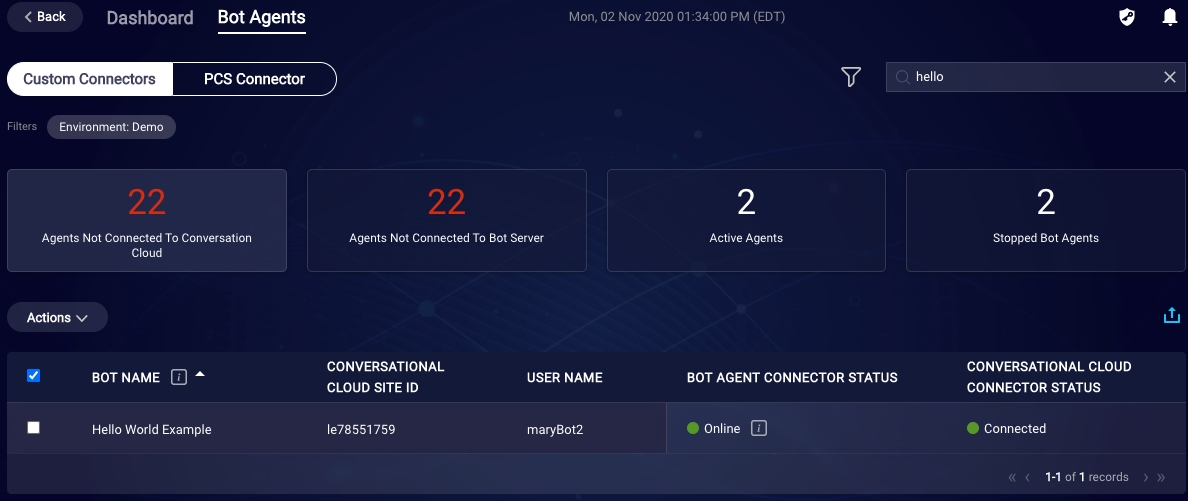 Back
Dashboard
Bot Agents
Mon, 02 Nov 2020 01:34:00 PM (EDT)
Custom Connectors
PCS Connector
hello
Filters
Environment: Demo
22
Agents Not Connected To Conversation
Cloud
22
Agents Not Connected To Bot Server
2
Active Agents
2
Stopped Bot Agents
Actions
BOT NAME i
CONVERSATIONAL
CLOUD SITE ID
USER NAME
BOT AGENT CONNECTOR STATUS
CONVERSATIONAL CLOUD
CONNECTOR STATUS
Hello World Example
le78551759
maryBot2
Online i
Connected
« ‹ 1-1 of 1 records › »